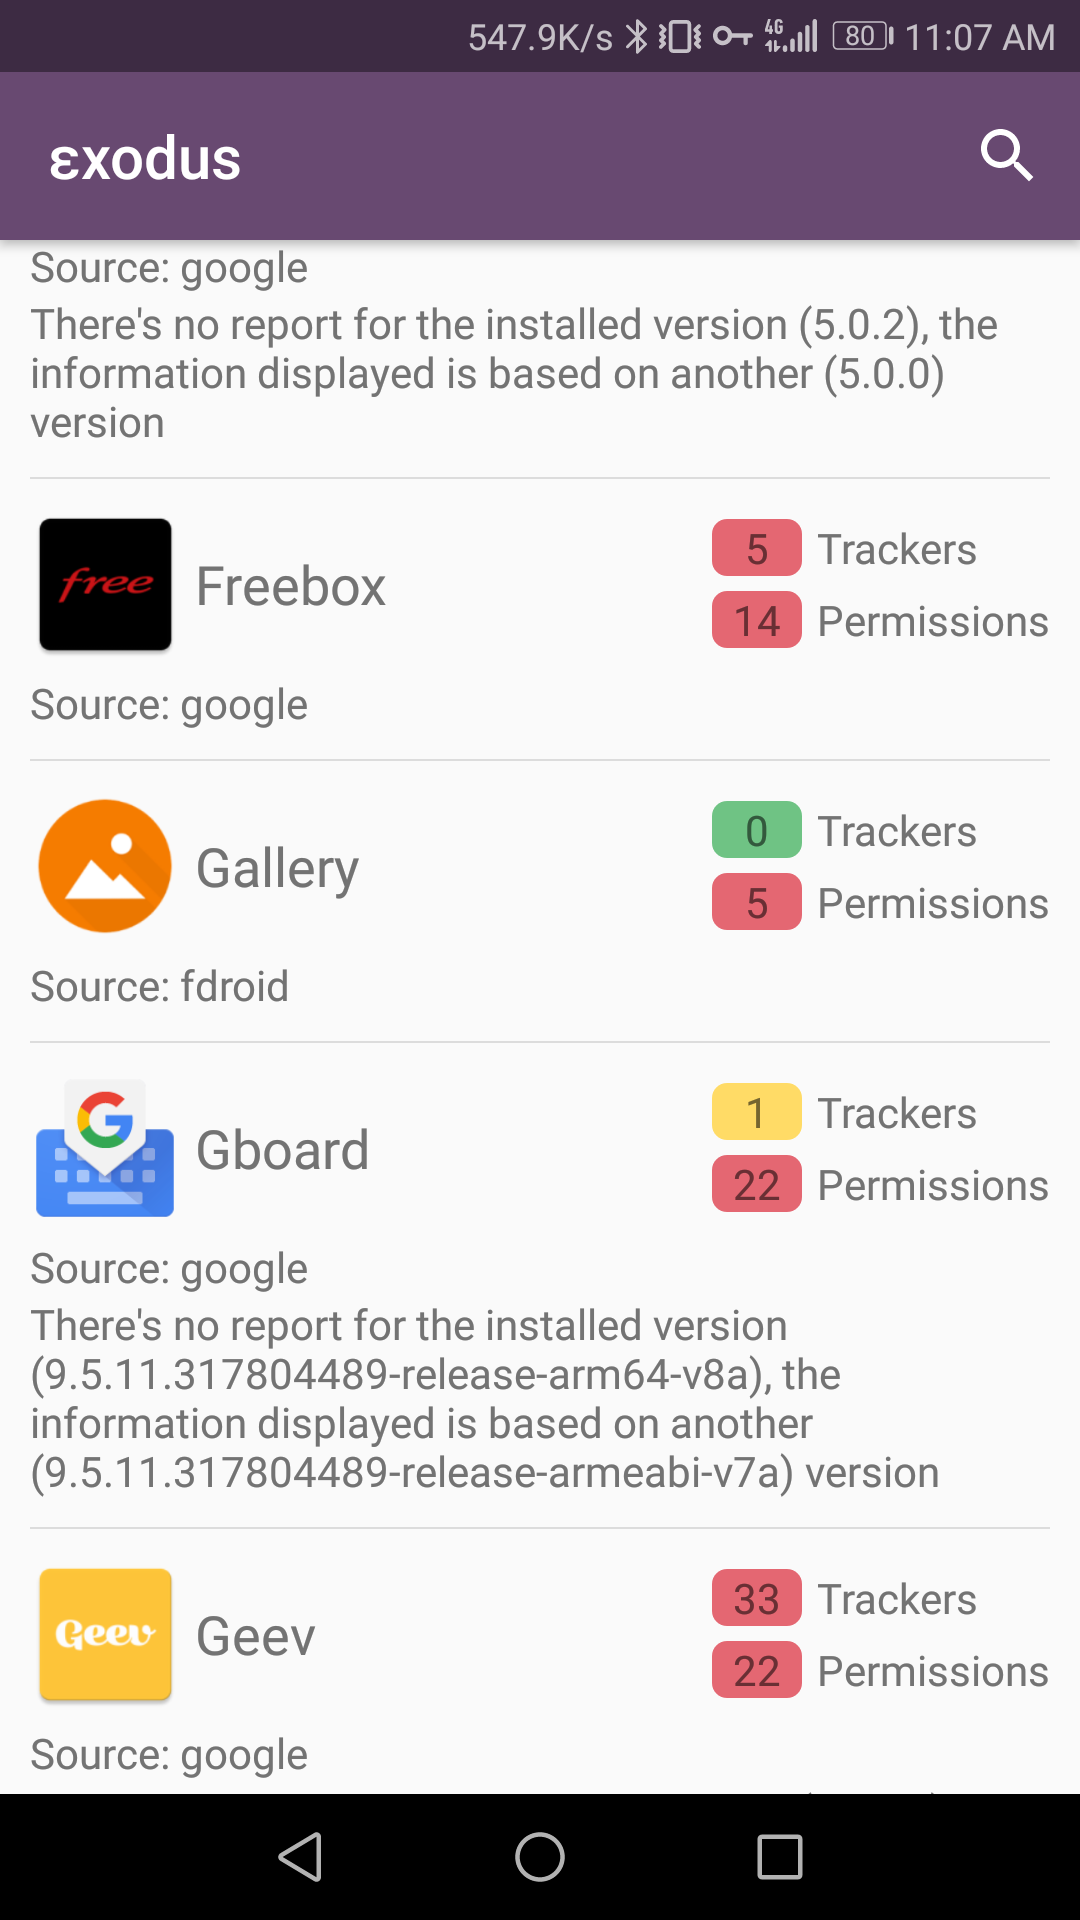 547.9K/s 4G 80 11:07 AM
εxodus
Source: google
There's no report for the installed version (5.0.2), the
information displayed is based on another (5.0.0)
version
free
Freebox
5 Trackers
14 Permissions
Source: google
Gallery
0 Trackers
5 Permissions
Source: fdroid
G
Gboard
1 Trackers
22 Permissions
Source: google
There's no report for the installed version
(9.5.11.317804489-release-arm64-v8a), the
information displayed is based on another
(9.5.11.317804489-release-armeabi-v7a) version
Geev
Geev
33 Trackers
22 Permissions
Source: google